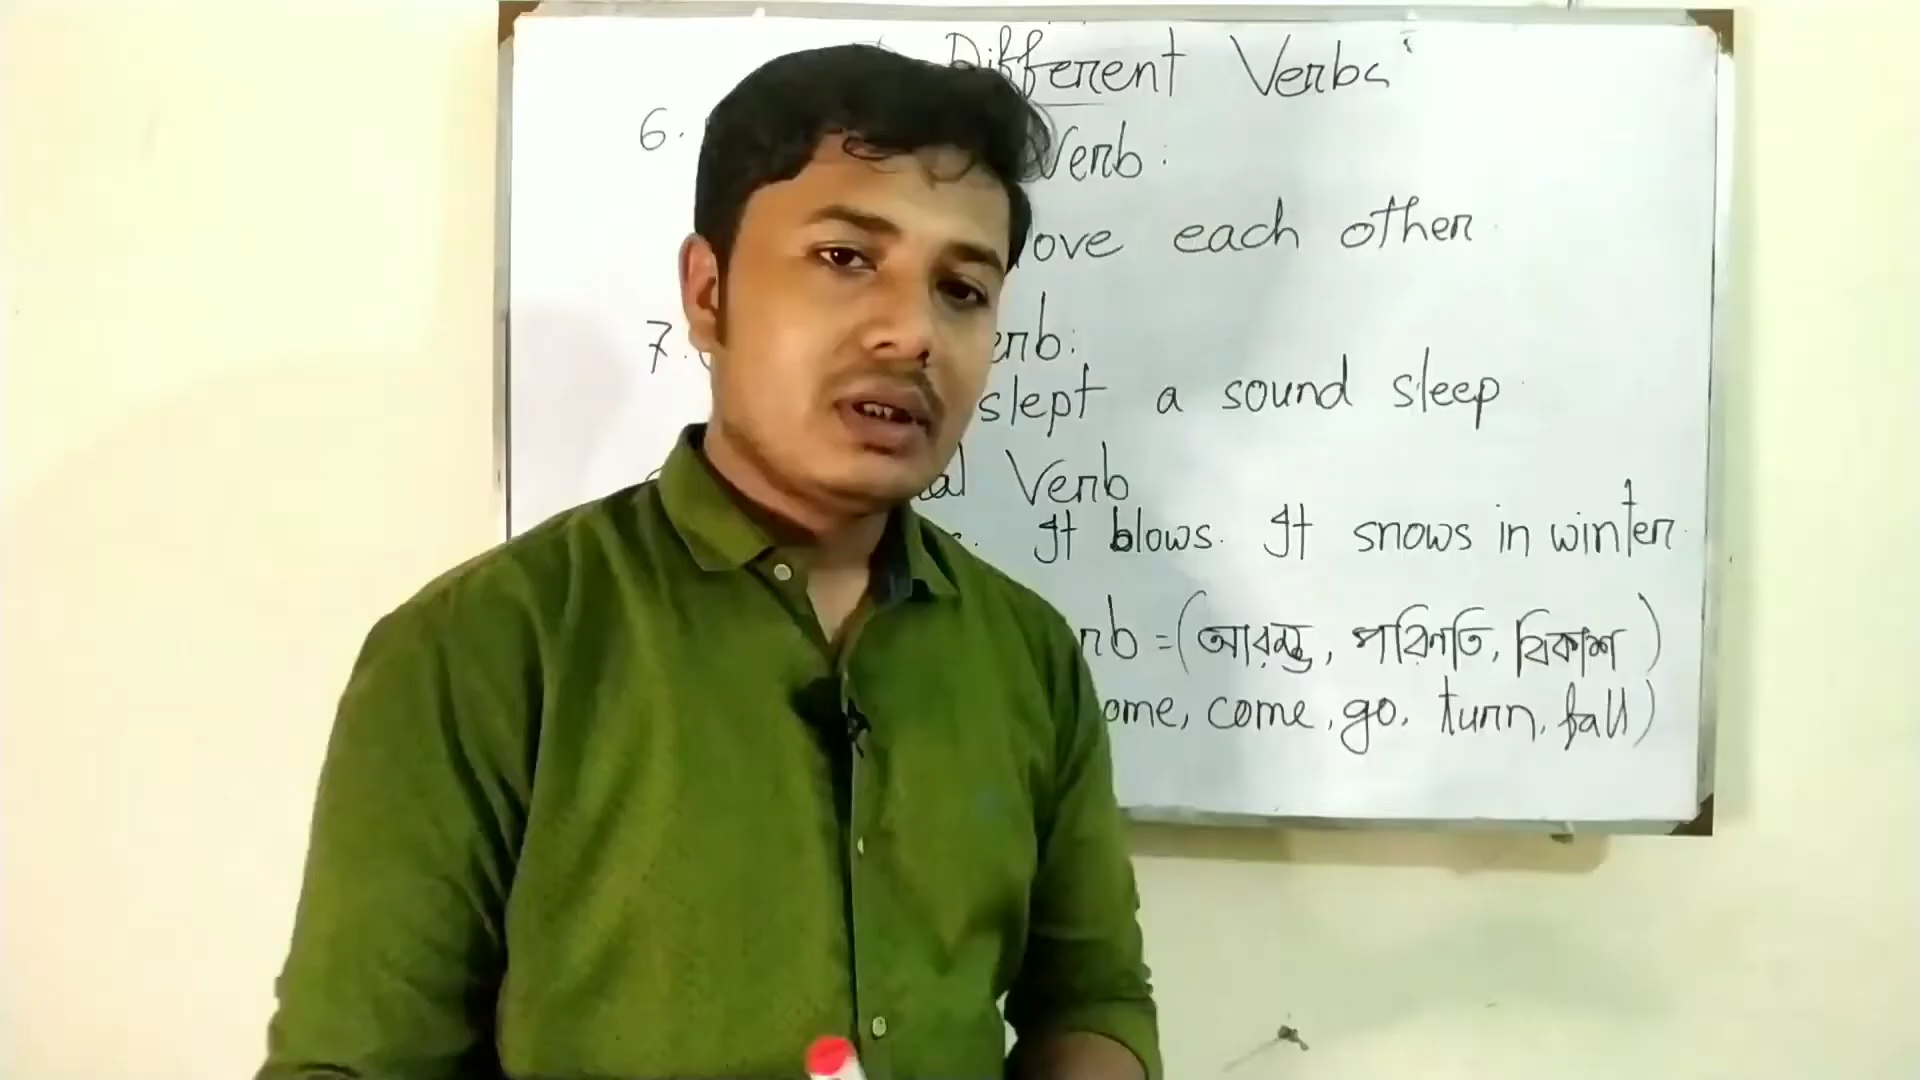 Different Verbs
6. Verb:
love each other
7. erb:
slept a sound sleep
al Verb
It blows. It snows in winter.
rb = (আরম্ভ, পরিণতি, বিকাশ)
ome, come, go, turn, fall)